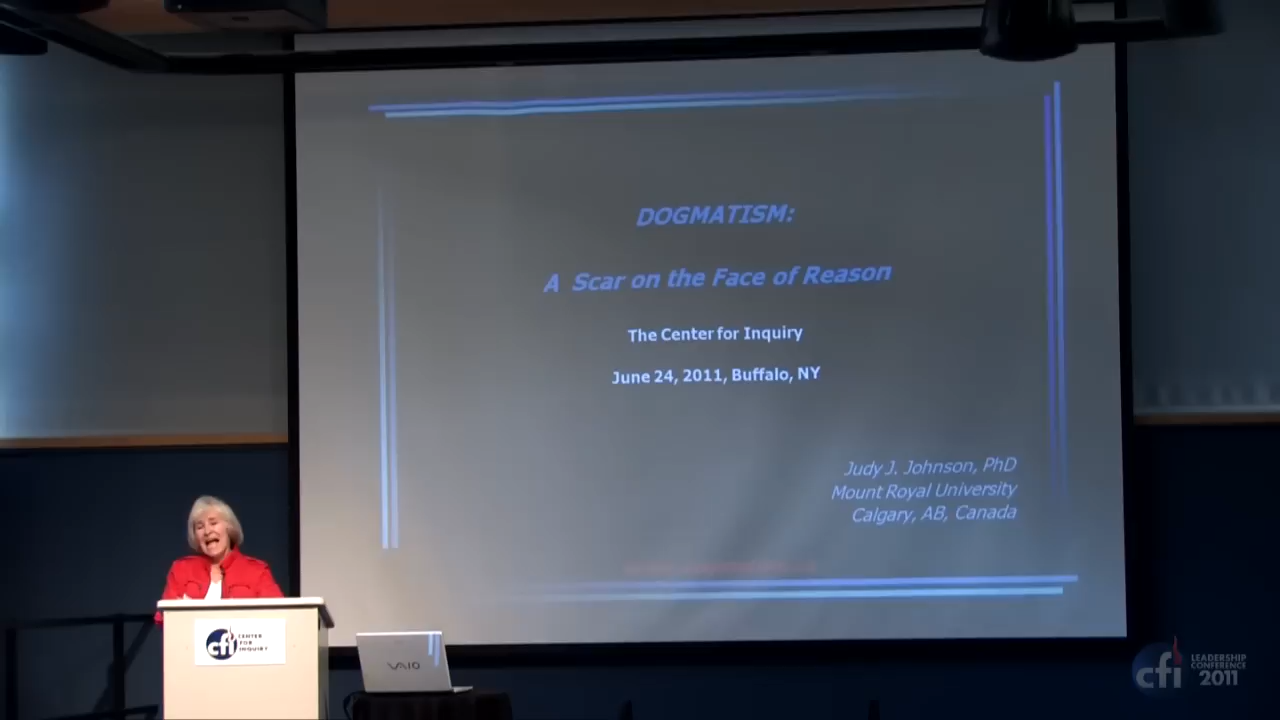 DOGMATISM:
A Scar on the Face of Reason
The Center for Inquiry
June 24, 2011, Buffalo, NY
Judy J. Johnson, PhD
Mount Royal University
Calgary, AB, Canada
cfi CENTER
FOR
INQUIRY
VAIO
cfi LEADERSHIP
CONFERENCE
2011